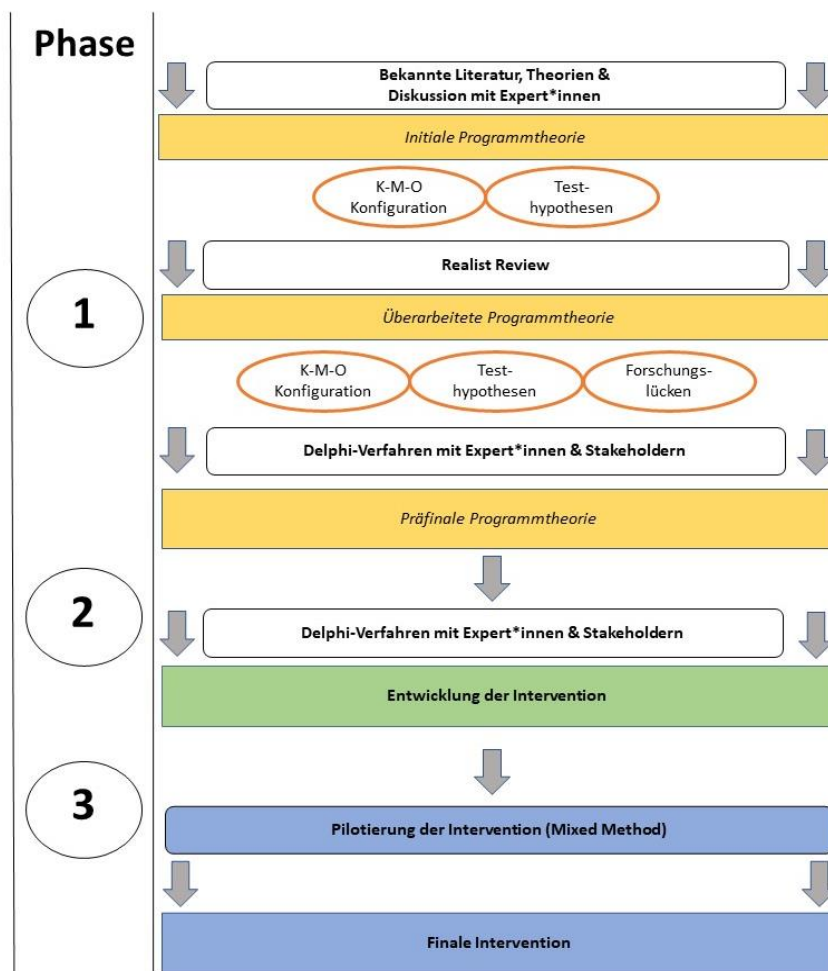 Phase
Bekannte Literatur, Theorien &
Diskussion mit Expert*innen
Initiale Programmtheorie
K-M-O
Konfiguration
Test-
hypothesen
Realist Review
1
Überarbeitete Programmtheorie
K-M-O
Konfiguration
Test-
hypothesen
Forschungs-
lücken
Delphi-Verfahren mit Expert*innen & Stakeholdern
Präfinale Programmtheorie
2
Delphi-Verfahren mit Expert*innen & Stakeholdern
Entwicklung der Intervention
3
Pilotierung der Intervention (Mixed Method)
Finale Intervention